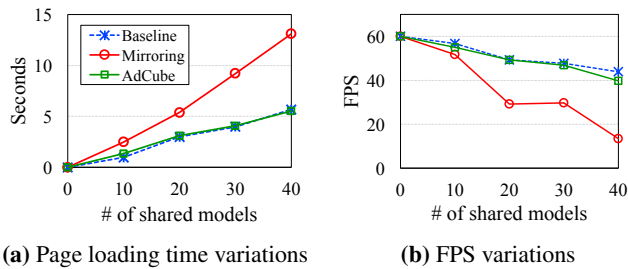 15
10
5
0
Seconds
Baseline
Mirroring
AdCube
0 10 20 30 40
# of shared models
(a) Page loading time variations
60
40
20
0
FPS
0 10 20 30 40
# of shared models
(b) FPS variations